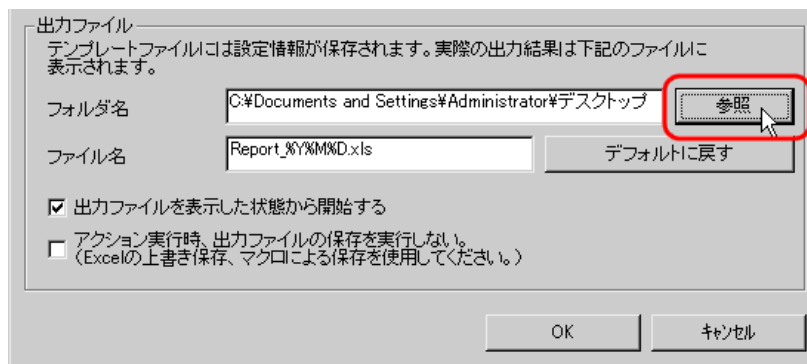 出力ファイル
テンプレートファイルには設定情報が保存されます。実際の出力結果は下記のファイルに
表示されます。
フォルダ名 C:¥Documents and Settings¥Administrator¥デスクトップ 参照
ファイル名 Report_%Y%M%D.xls デフォルトに戻す
出力ファイルを表示した状態から開始する
アクション実行時、出力ファイルの保存を実行しない。
（Excelの上書き保存、マクロによる保存を使用してください。）
OK キャンセル